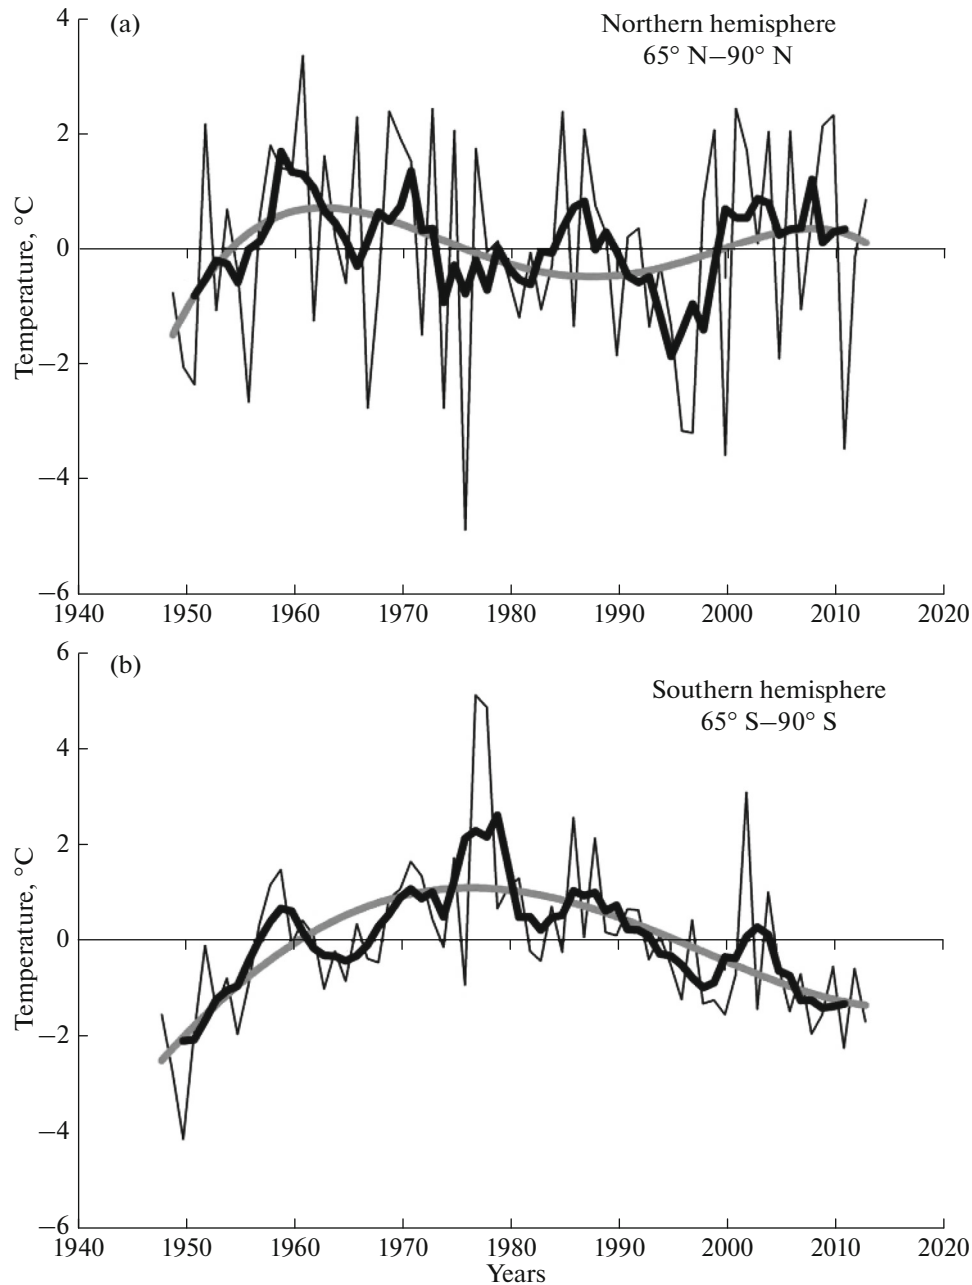 (a)
Northern hemisphere
65° N—90° N
Temperature, °C
4
2
0
—2
—4
—6
1940 1950 1960 1970 1980 1990 2000 2010 2020
(b)
Southern hemisphere
65° S—90° S
Temperature, °C
6
4
2
0
—2
—4
—6
1940 1950 1960 1970 1980 1990 2000 2010 2020
Years